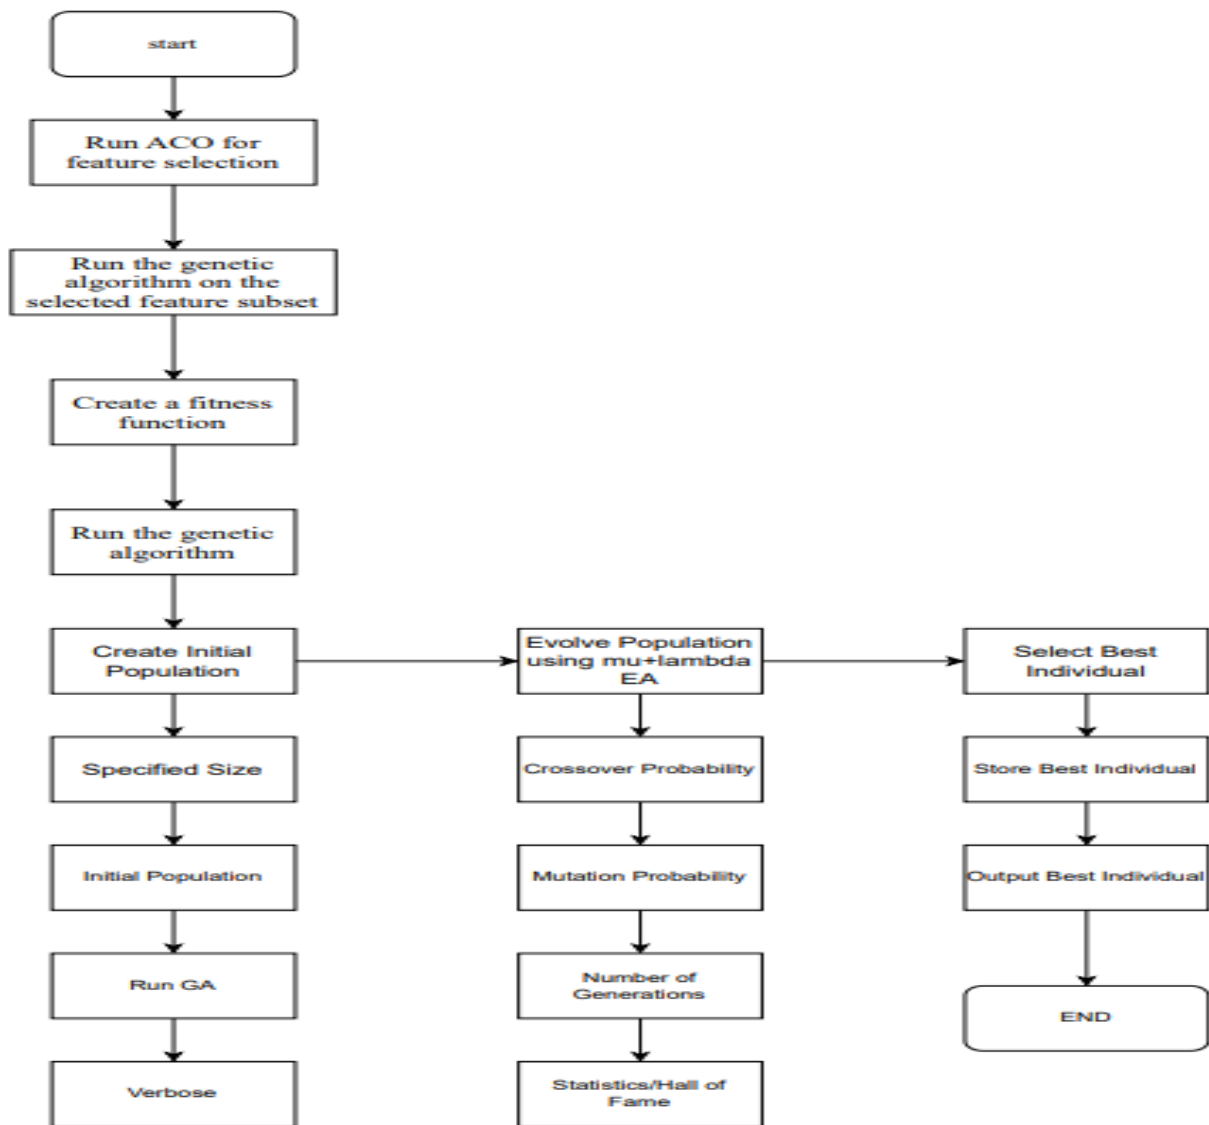 start
Run ACO for
feature selection
Run the genetic
algorithm on the
selected feature subset
Create a fitness
function
Run the genetic
algorithm
Create Initial
Population
Specified Size
Initial Population
Run GA
Verbose
Evolve Population
using mu+lambda
EA
Crossover Probability
Mutation Probability
Number of
Generations
Statistics/Hall of
Fame
Select Best
Individual
Store Best Individual
Output Best Individual
END